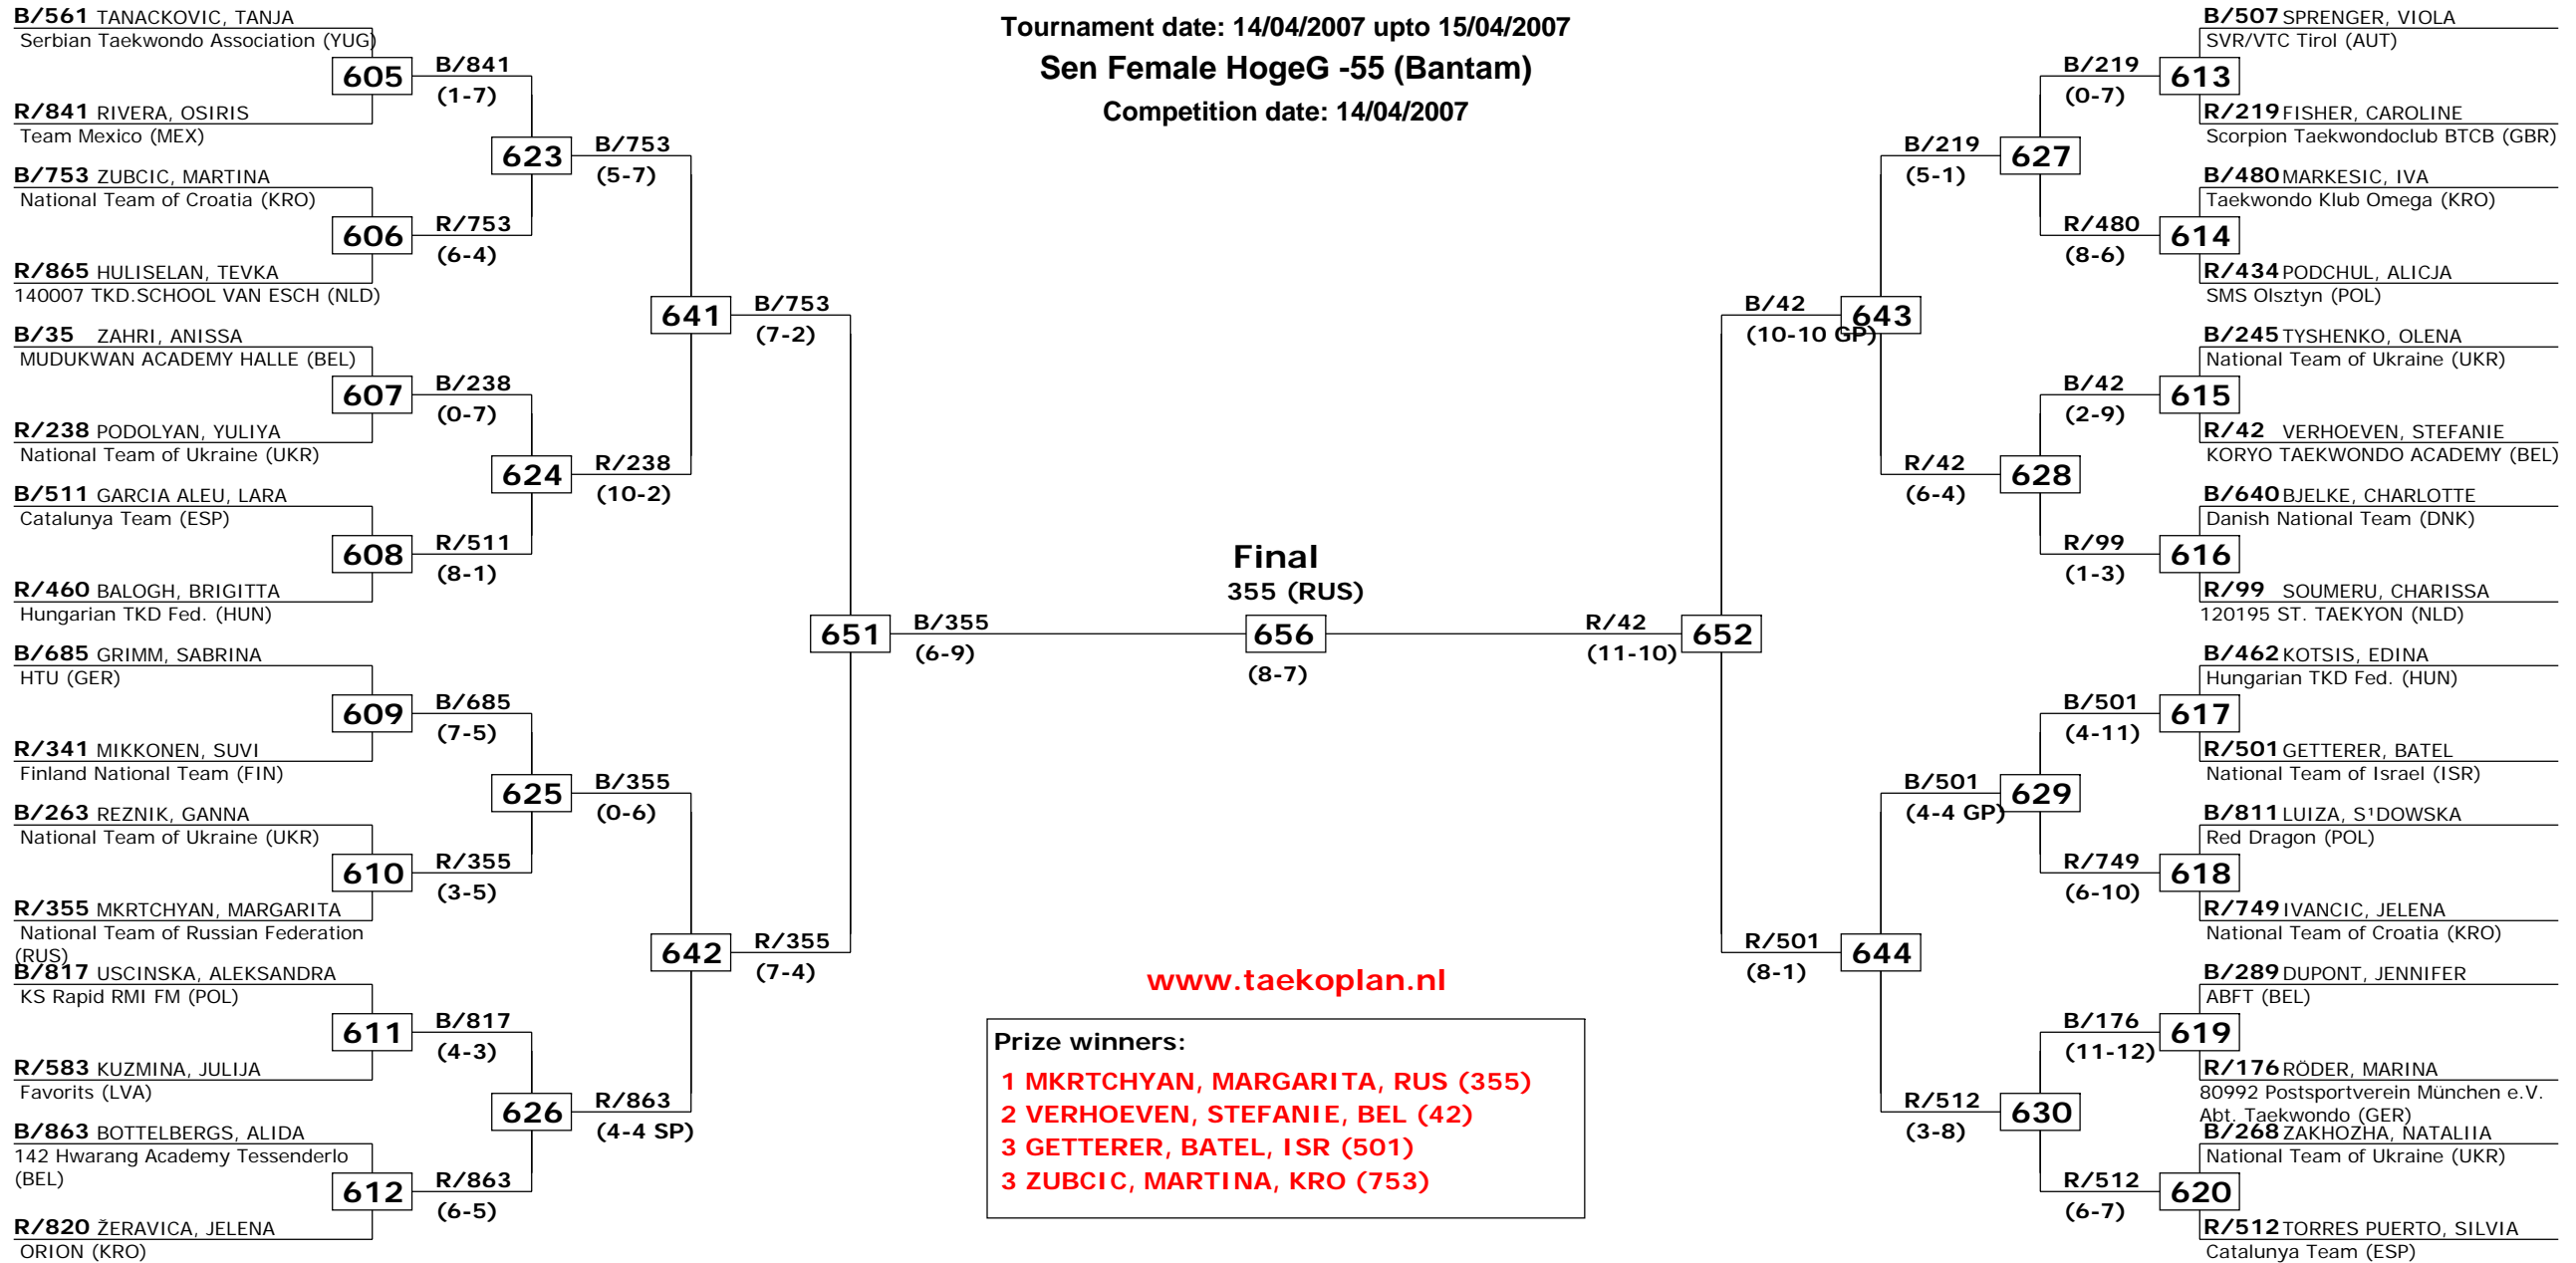 Tournament date: 14/04/2007 upto 15/04/2007
Sen Female HogeG -55 (Bantam)
Competition date: 14/04/2007
B/561 TANACKOVIC, TANJA
Serbian Taekwondo Association (YUG)
605
B/841
(1-7)
R/841 RIVERA, OSIRIS
Team Mexico (MEX)
623
B/753
(5-7)
B/753 ZUBCIC, MARTINA
National Team of Croatia (KRO)
606
R/753
(6-4)
R/865 HULISELAN, TEVKA
140007 TKD.SCHOOL VAN ESCH (NLD)
641
B/753
(7-2)
B/35 ZAHRI, ANISSA
MUDUKWAN ACADEMY HALLE (BEL)
607
B/238
(0-7)
R/238 PODOLYAN, YULIYA
National Team of Ukraine (UKR)
624
R/238
(10-2)
B/511 GARCIA ALEU, LARA
Catalunya Team (ESP)
608
R/511
(8-1)
R/460 BALOGH, BRIGITTA
Hungarian TKD Fed. (HUN)
651
B/355
(6-9)
B/685 GRIMM, SABRINA
HTU (GER)
609
B/685
(7-5)
R/341 MIKKONEN, SUVI
Finland National Team (FIN)
625
B/355
(0-6)
B/263 REZNIK, GANNA
National Team of Ukraine (UKR)
610
R/355
(3-5)
R/355 MKRTCHYAN, MARGARITA
National Team of Russian Federation
(RUS)
642
R/355
(7-4)
B/817 USCINSKA, ALEKSANDRA
KS Rapid RMI FM (POL)
611
B/817
(4-3)
R/583 KUZMINA, JULIJA
Favorits (LVA)
626
R/863
(4-4 SP)
B/863 BOTTELBERGS, ALIDA
142 Hwarang Academy Tessenderlo
(BEL)
612
R/863
(6-5)
R/820 ŽERAVICA, JELENA
ORION (KRO)
Final
355 (RUS)
656
(8-7)
B/507 SPRENGER, VIOLA
SVR/VTC Tirol (AUT)
B/219
613
(0-7)
R/219 FISHER, CAROLINE
Scorpion Taekwondoclub BTCB (GBR)
B/219
627
(5-1)
B/480 MARKESIC, IVA
Taekwondo Klub Omega (KRO)
R/480
614
(8-6)
R/434 PODCHUL, ALICJA
SMS Olsztyn (POL)
B/42
643
(10-10 GP)
B/245 TYSHENKO, OLENA
National Team of Ukraine (UKR)
B/42
615
(2-9)
R/42 VERHOEVEN, STEFANIE
KORYO TAEKWONDO ACADEMY (BEL)
R/42
628
(6-4)
B/640 BJELKE, CHARLOTTE
Danish National Team (DNK)
R/99
616
(1-3)
R/99 SOUMERU, CHARISSA
120195 ST. TAEKYON (NLD)
R/42
652
(11-10)
B/462 KOTSIS, EDINA
Hungarian TKD Fed. (HUN)
B/501
617
(4-11)
R/501 GETTERER, BATEL
National Team of Israel (ISR)
B/501
629
(4-4 GP)
B/811 LUIZA, S¹DOWSKA
Red Dragon (POL)
R/749
618
(6-10)
R/749 IVANCIC, JELENA
National Team of Croatia (KRO)
R/501
644
(8-1)
B/289 DUPONT, JENNIFER
ABFT (BEL)
B/176
619
(11-12)
R/176 RÖDER, MARINA
80992 Postsportverein München e.V.
Abt. Taekwondo (GER)
R/512
630
(3-8)
B/268 ZAKHOZHA, NATALIIA
National Team of Ukraine (UKR)
R/512
620
(6-7)
R/512 TORRES PUERTO, SILVIA
Catalunya Team (ESP)
www.taekoplan.nl
Prize winners:
1 MKRTCHYAN, MARGARITA, RUS (355)
2 VERHOEVEN, STEFANIE, BEL (42)
3 GETTERER, BATEL, ISR (501)
3 ZUBCIC, MARTINA, KRO (753)